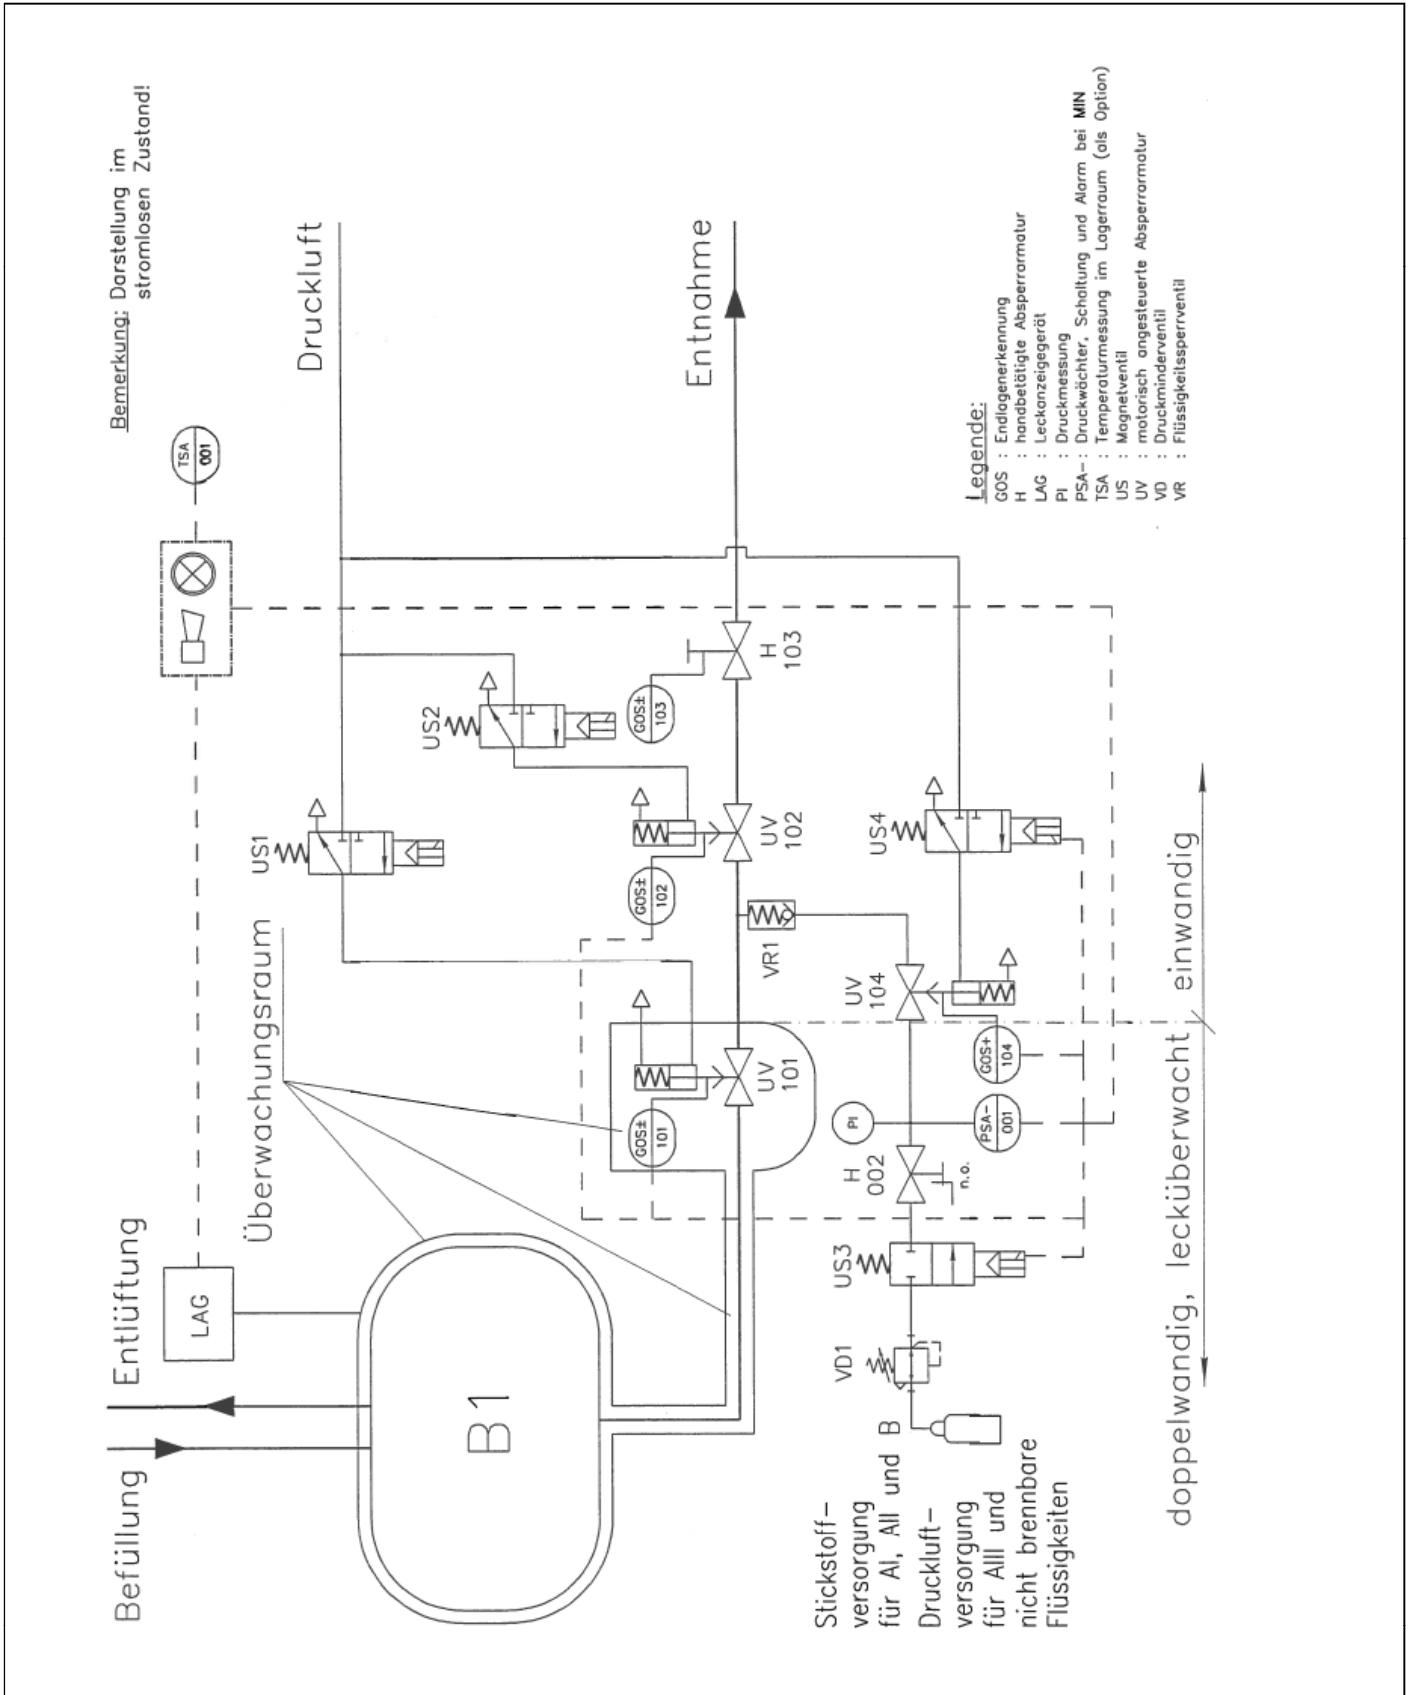 Bemerkung: Darstellung im
stromlosen Zustand!
Befüllung
Entlüftung
LAG
TSA
001
Überwachungsraum
US1
US2
Druckluft
B1
GOS±
101
GOS±
102
GOS±
103
UV
101
UV
102
H
103
Entnahme
VR1
UV
104
US4
PI
PSA-
001
GOS+
104
H
002
n.o.
US3
VD1
Stickstoff-
versorgung
für AI, AII und B
Druckluft-
versorgung
für AIII und
nicht brennbare
Flüssigkeiten
doppelwandig, lecküberwacht
einwandig
Legende:
GOS : Endlagenerkennung
H : handbetätigte Absperrarmatur
LAG : Leckanzeigegerät
PI : Druckmessung
PSA-: Druckwächter, Schaltung und Alarm bei MIN
TSA : Temperaturmessung im Lagerraum (als Option)
US : Magnetventil
UV : motorisch angesteuerte Absperrarmatur
VD : Druckminderventil
VR : Flüssigkeitssperrventil